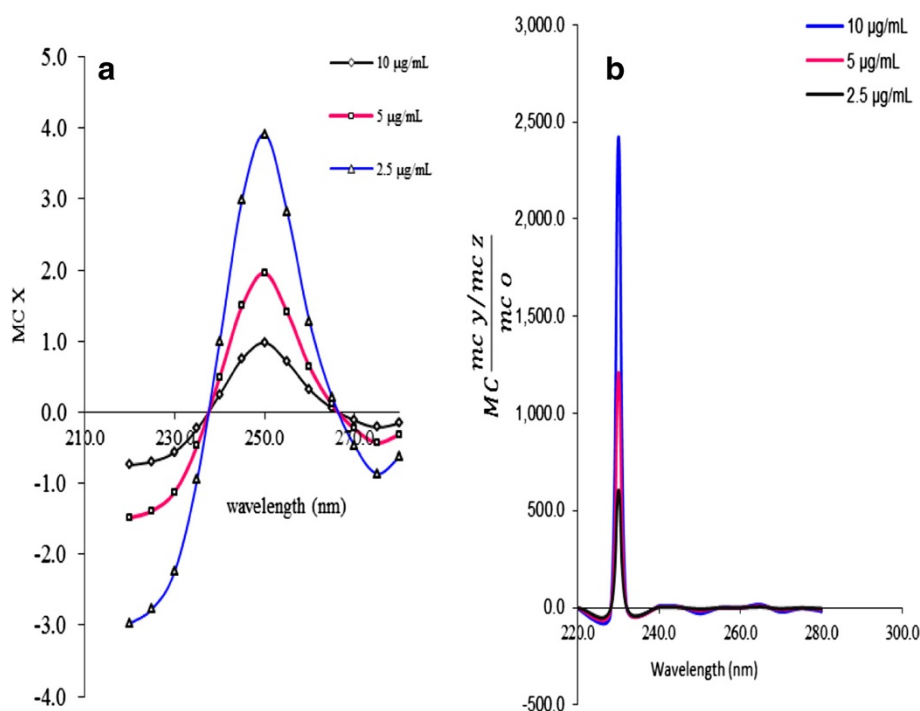 a
5.0
4.0
3.0
2.0
1.0
0.0
-1.0
-2.0
-3.0
-4.0
MC X
210.0 230.0 250.0 270.0
wavelength (nm)
10 µg/mL
5 µg/mL
2.5 µg/mL
b
3,000.0
2,500.0
2,000.0
1,500.0
1,000.0
500.0
0.0
-500.0
MC mc y/mc z
mc o
220.0 240.0 260.0 280.0 300.0
Wavelength (nm)
10 µg/mL
5 µg/mL
2.5 µg/mL